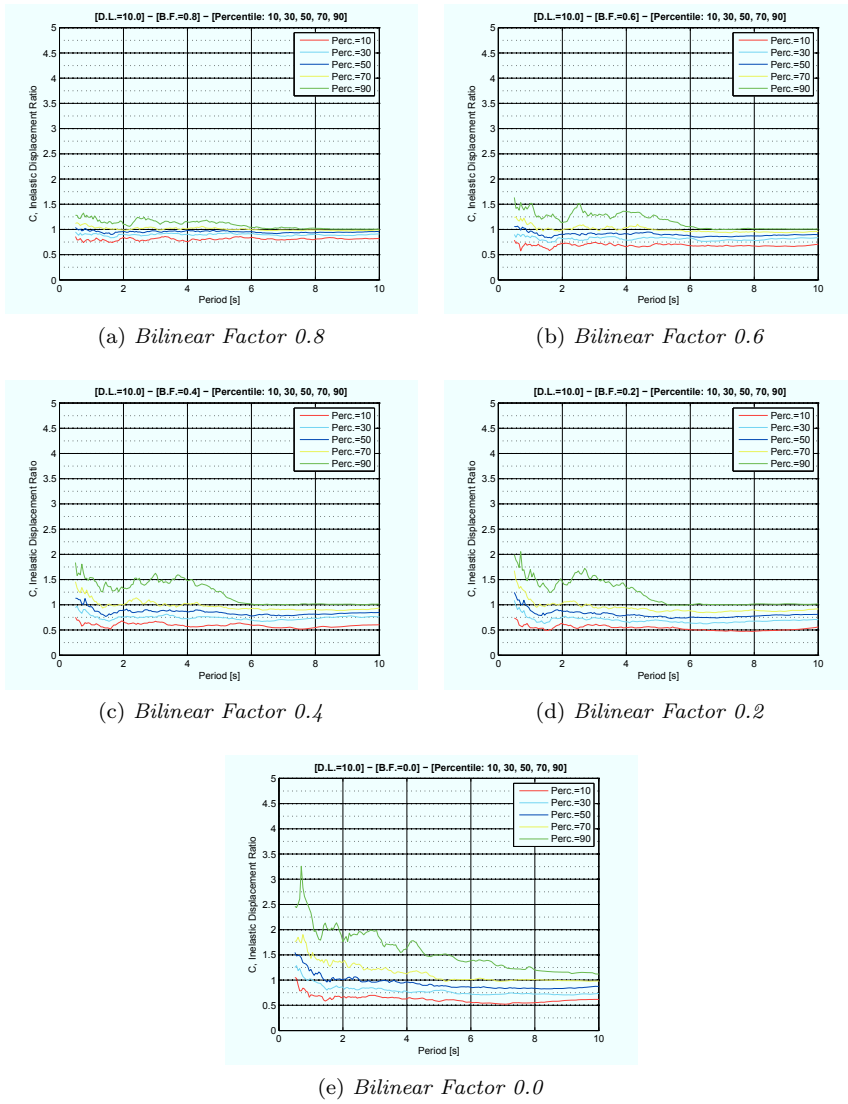 [D.L.=10.0] − [B.F.=0.8] − [Percentile: 10, 30, 50, 70, 90]
C, Inelastic Displacement Ratio
5
4.5
4
3.5
3
2.5
2
1.5
1
0.5
0
Perc.=10
Perc.=30
Perc.=50
Perc.=70
Perc.=90
0 2 4 6 8 10
Period [s]
(a) Bilinear Factor 0.8
[D.L.=10.0] − [B.F.=0.6] − [Percentile: 10, 30, 50, 70, 90]
C, Inelastic Displacement Ratio
5
4.5
4
3.5
3
2.5
2
1.5
1
0.5
0
Perc.=10
Perc.=30
Perc.=50
Perc.=70
Perc.=90
0 2 4 6 8 10
Period [s]
(b) Bilinear Factor 0.6
[D.L.=10.0] − [B.F.=0.4] − [Percentile: 10, 30, 50, 70, 90]
C, Inelastic Displacement Ratio
5
4.5
4
3.5
3
2.5
2
1.5
1
0.5
0
Perc.=10
Perc.=30
Perc.=50
Perc.=70
Perc.=90
0 2 4 6 8 10
Period [s]
(c) Bilinear Factor 0.4
[D.L.=10.0] − [B.F.=0.2] − [Percentile: 10, 30, 50, 70, 90]
C, Inelastic Displacement Ratio
5
4.5
4
3.5
3
2.5
2
1.5
1
0.5
0
Perc.=10
Perc.=30
Perc.=50
Perc.=70
Perc.=90
0 2 4 6 8 10
Period [s]
(d) Bilinear Factor 0.2
[D.L.=10.0] − [B.F.=0.0] − [Percentile: 10, 30, 50, 70, 90]
C, Inelastic Displacement Ratio
5
4.5
4
3.5
3
2.5
2
1.5
1
0.5
0
Perc.=10
Perc.=30
Perc.=50
Perc.=70
Perc.=90
0 2 4 6 8 10
Period [s]
(e) Bilinear Factor 0.0